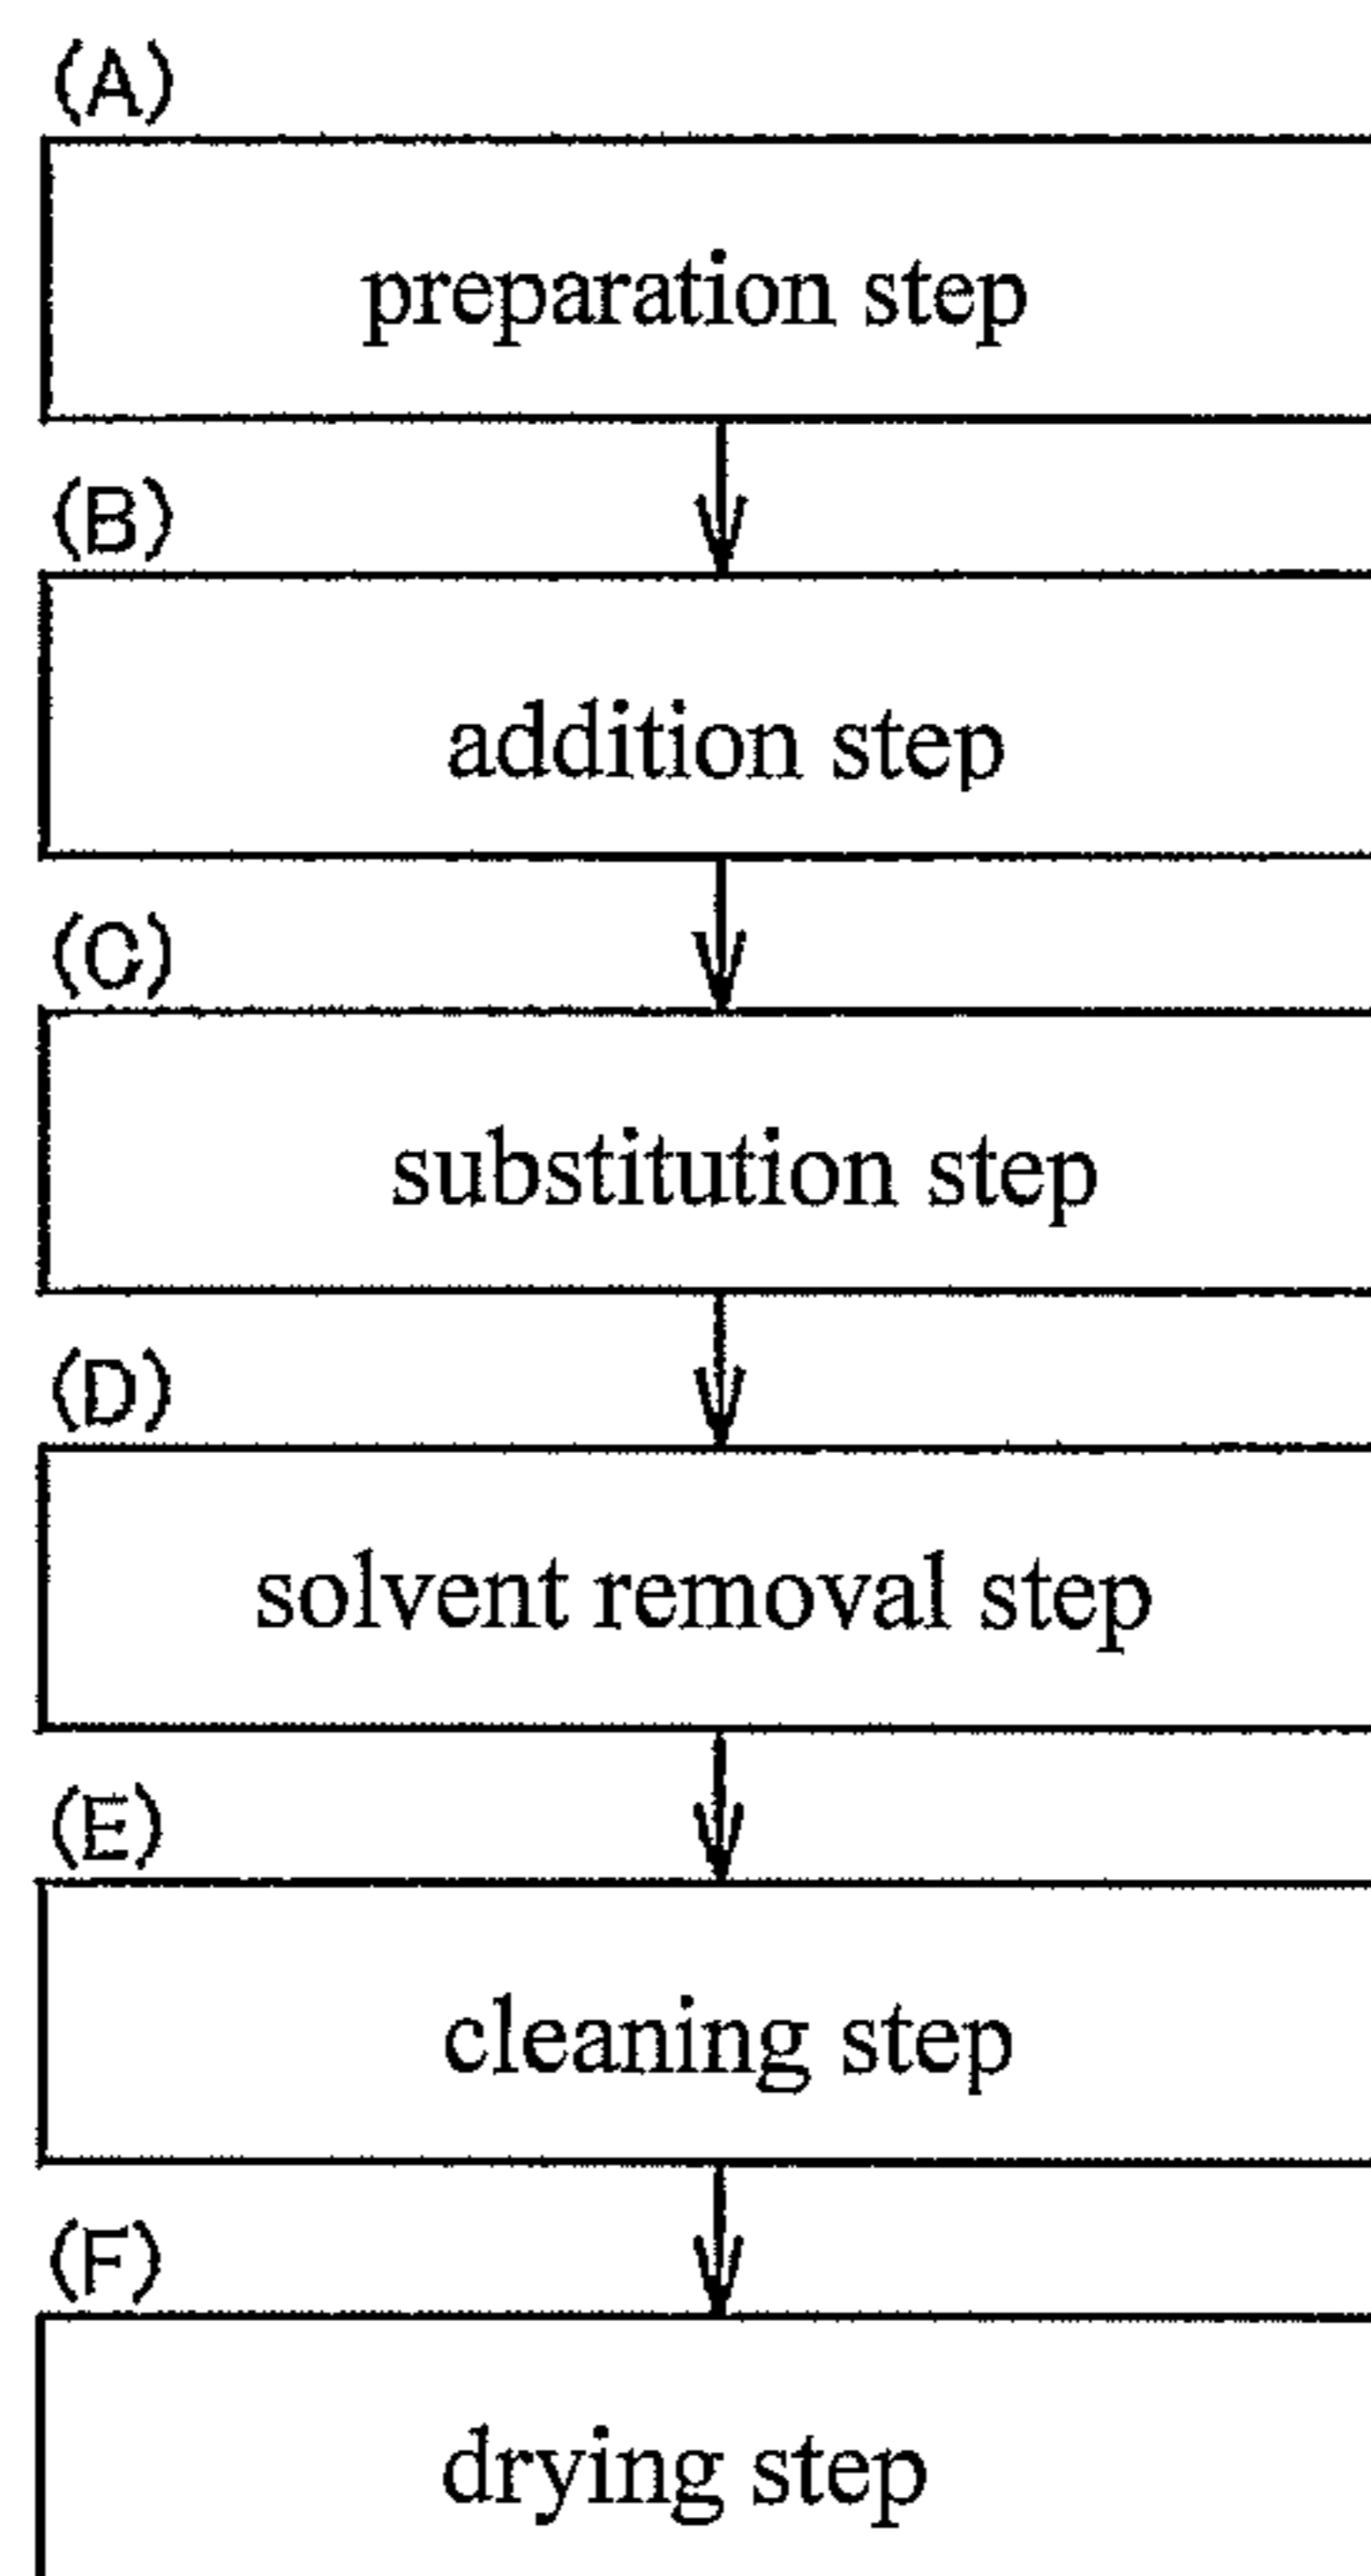 (A)
preparation step
(B)
addition step
(C)
substitution step
(D)
solvent removal step
(E)
cleaning step
(F)
drying step